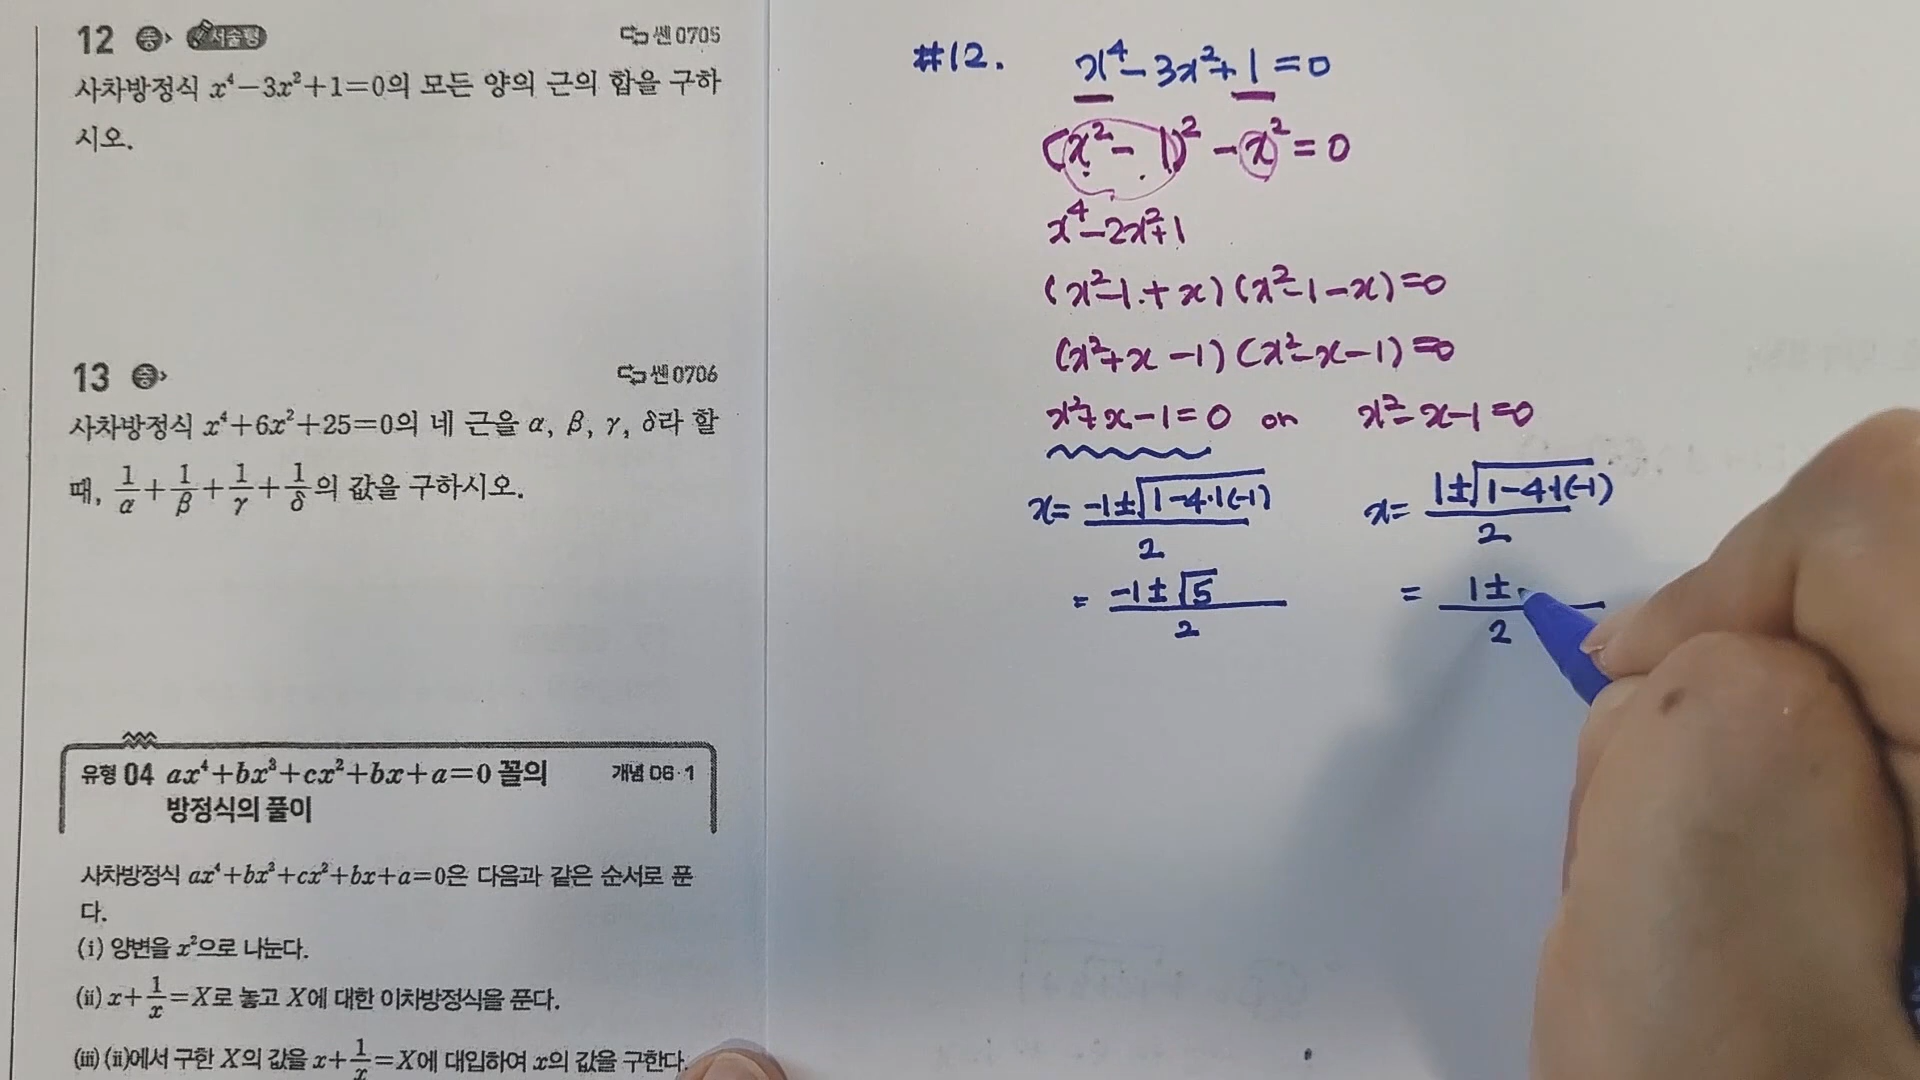 12 중 서술형 쎈 0705
사차방정식 x⁴−3x²+1=0의 모든 양의 근의 합을 구하
시오.
13 중 쎈 0706
사차방정식 x⁴+6x²+25=0의 네 근을 α, β, γ, δ라 할
때, 1/α+1/β+1/γ+1/δ의 값을 구하시오.
유형 04 ax⁴+bx³+cx²+bx+a=0 꼴의 개념 06·1
방정식의 풀이
사차방정식 ax⁴+bx³+cx²+bx+a=0은 다음과 같은 순서로 푼
다.
(i) 양변을 x²으로 나눈다.
(ii) x+1/x=X로 놓고 X에 대한 이차방정식을 푼다.
(iii) (ii)에서 구한 X의 값을 x+1/x=X에 대입하여 x의 값을 구한다.
#12. x⁴−3x²+1=0
(x²−1)²−x²=0
x⁴−2x²+1
(x²−1+x)(x²−1−x)=0
(x²+x−1)(x²−x−1)=0
x²+x−1=0 or x²−x−1=0
x= (−1±√(1−4·1(−1)))/2 x= (1±√(1−4·1(−1)))/2
= (−1±√5)/2 = (1±)/2